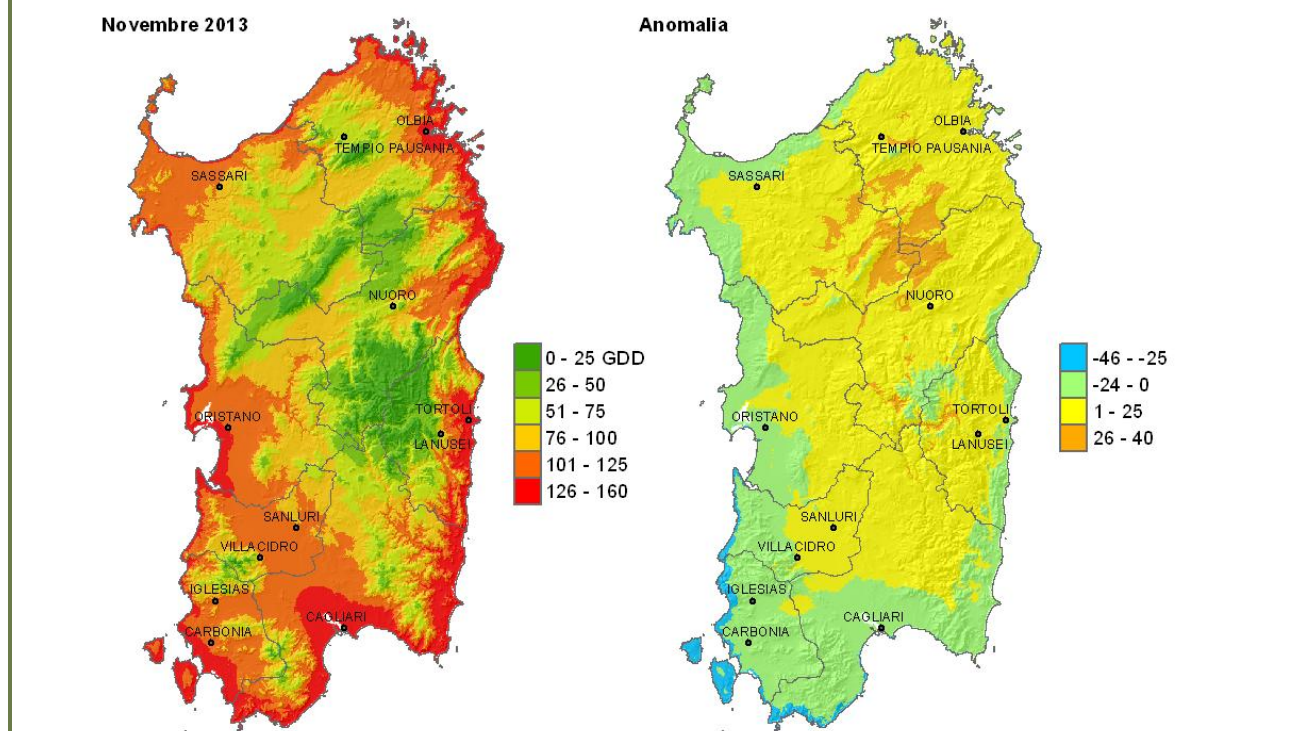 Novembre 2013
OLBIA
TEMPIO PAUSANIA
SASSARI
NUORO
ORISTANO
TORTOLI
LANUSEI
SANLURI
VILLACIDRO
IGLESIAS
CAGLIARI
CARBONIA
0 - 25 GDD
26 - 50
51 - 75
76 - 100
101 - 125
126 - 160
Anomalia
OLBIA
TEMPIO PAUSANIA
SASSARI
NUORO
ORISTANO
TORTOLI
LANUSEI
SANLURI
VILLACIDRO
IGLESIAS
CAGLIARI
CARBONIA
-46 - -25
-24 - 0
1 - 25
26 - 40